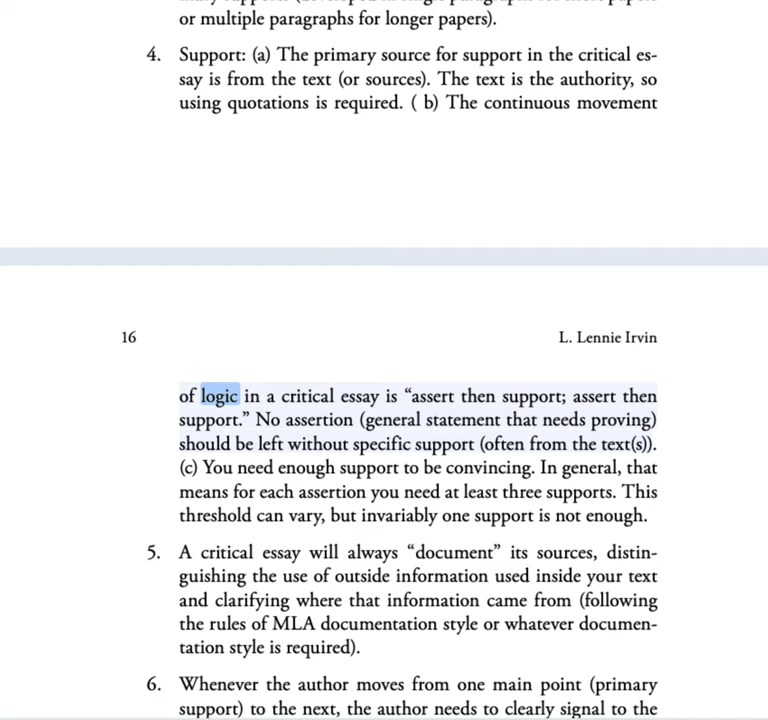 or multiple paragraphs for longer papers).
4. Support: (a) The primary source for support in the critical es-
say is from the text (or sources). The text is the authority, so
using quotations is required. ( b) The continuous movement
16 L. Lennie Irvin
of logic in a critical essay is “assert then support; assert then
support.” No assertion (general statement that needs proving)
should be left without specific support (often from the text(s)).
(c) You need enough support to be convincing. In general, that
means for each assertion you need at least three supports. This
threshold can vary, but invariably one support is not enough.
5. A critical essay will always “document” its sources, distin-
guishing the use of outside information used inside your text
and clarifying where that information came from (following
the rules of MLA documentation style or whatever documen-
tation style is required).
6. Whenever the author moves from one main point (primary
support) to the next, the author needs to clearly signal to the